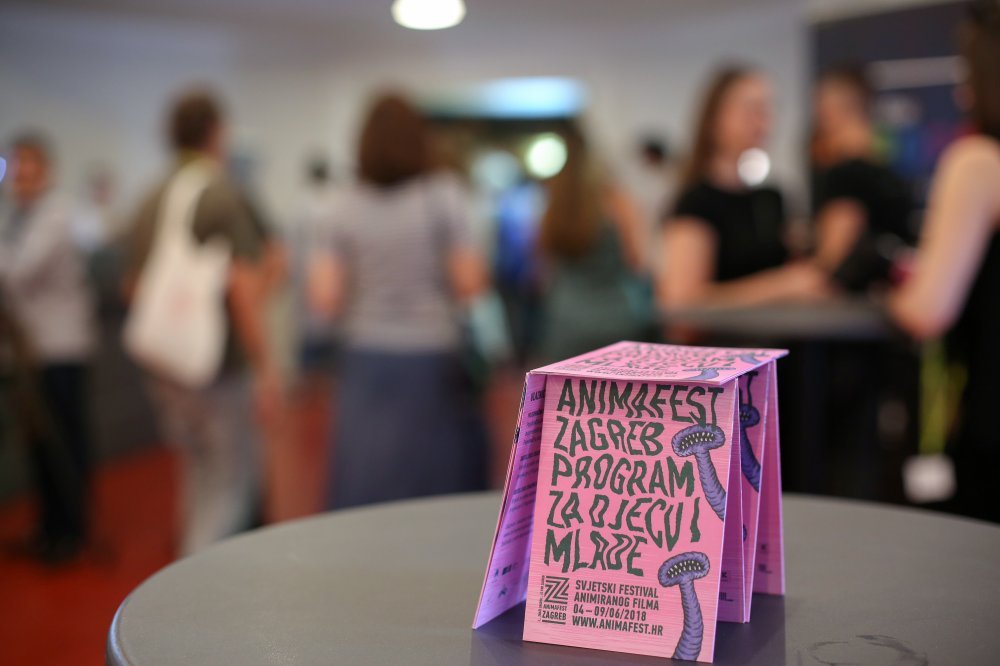 ANIMAFEST
ZAGREB
PROGRAM
ZA DJECU I
MLADE
ANIMAFEST
ZAGREB
SVJETSKI FESTIVAL
ANIMIRANOG FILMA
04 – 09/06/2018
WWW.ANIMAFEST.HR